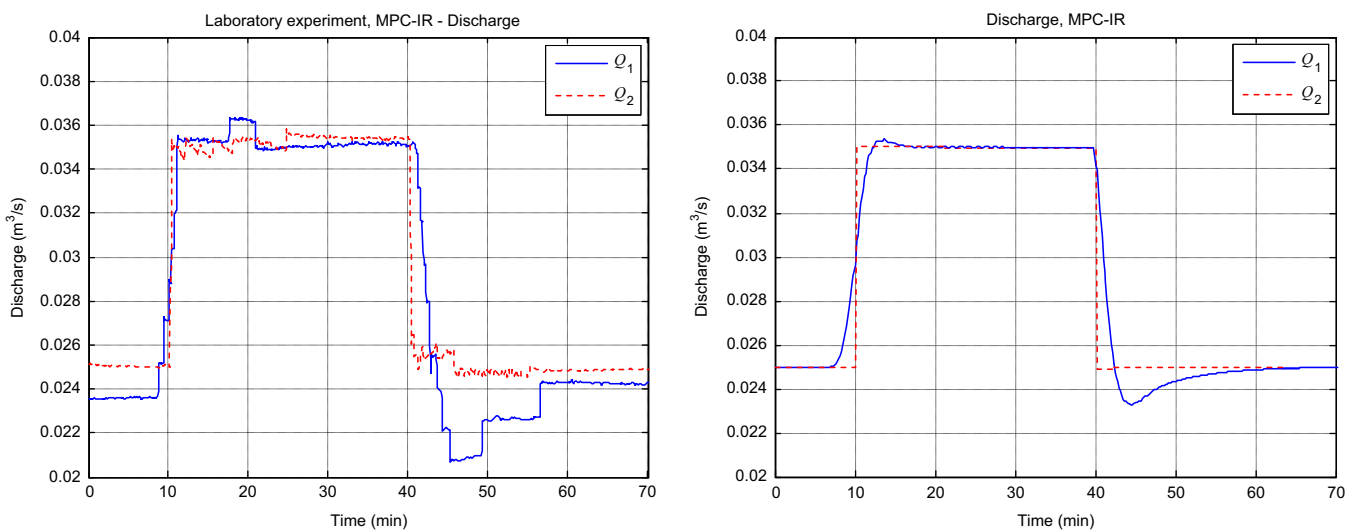 Laboratory experiment, MPC-IR - Discharge
0.04
0.038
0.036
0.034
0.032
0.03
0.028
0.026
0.024
0.022
0.02
Discharge (m³/s)
Q₁
Q₂
0 10 20 30 40 50 60 70
Time (min)
Discharge, MPC-IR
0.04
0.038
0.036
0.034
0.032
0.03
0.028
0.026
0.024
0.022
0.02
Discharge (m³/s)
Q₁
Q₂
0 10 20 30 40 50 60 70
Time (min)